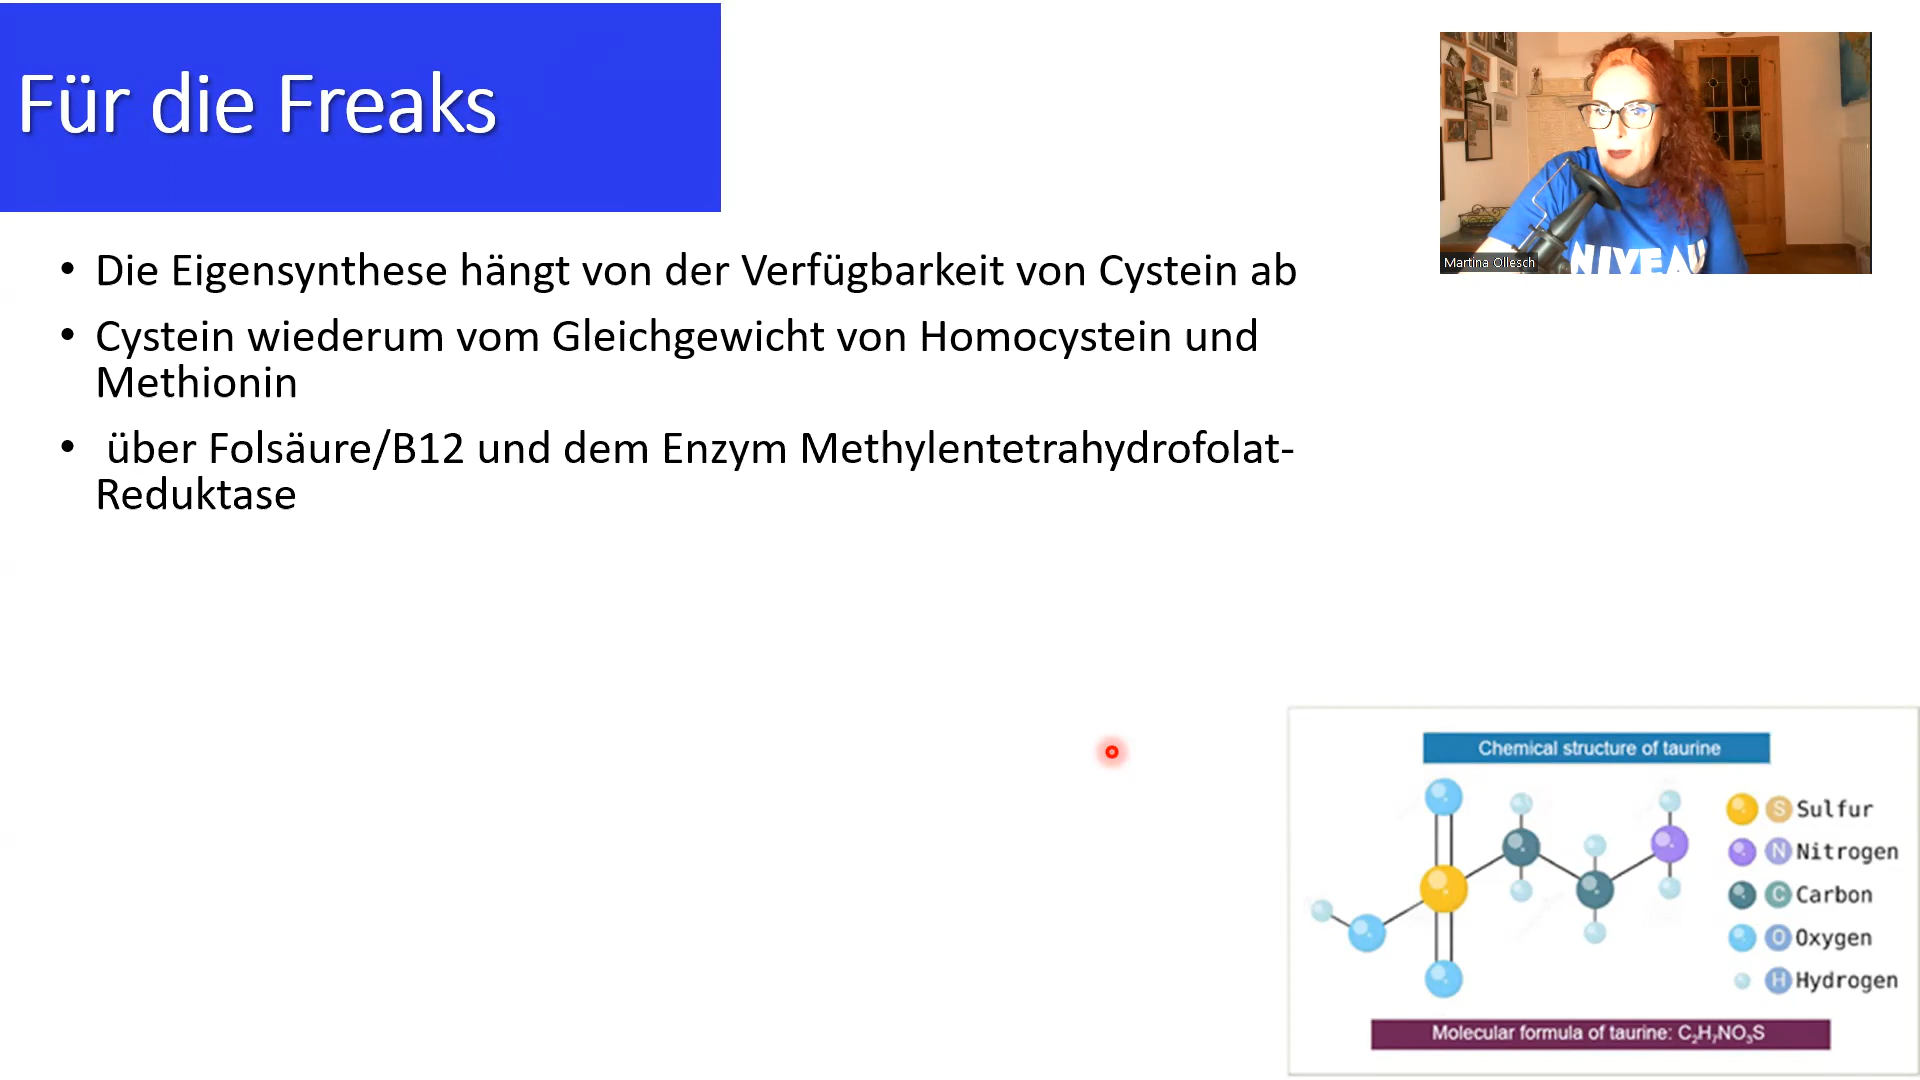 Für die Freaks
• Die Eigensynthese hängt von der Verfügbarkeit von Cystein ab
• Cystein wiederum vom Gleichgewicht von Homocystein und
Methionin
• über Folsäure/B12 und dem Enzym Methylentetrahydrofolat-
Reduktase
NIVEAU
Martina Ollesch
Chemical structure of taurine
S Sulfur
N Nitrogen
C Carbon
O Oxygen
H Hydrogen
Molecular formula of taurine: C₂H₇NO₃S